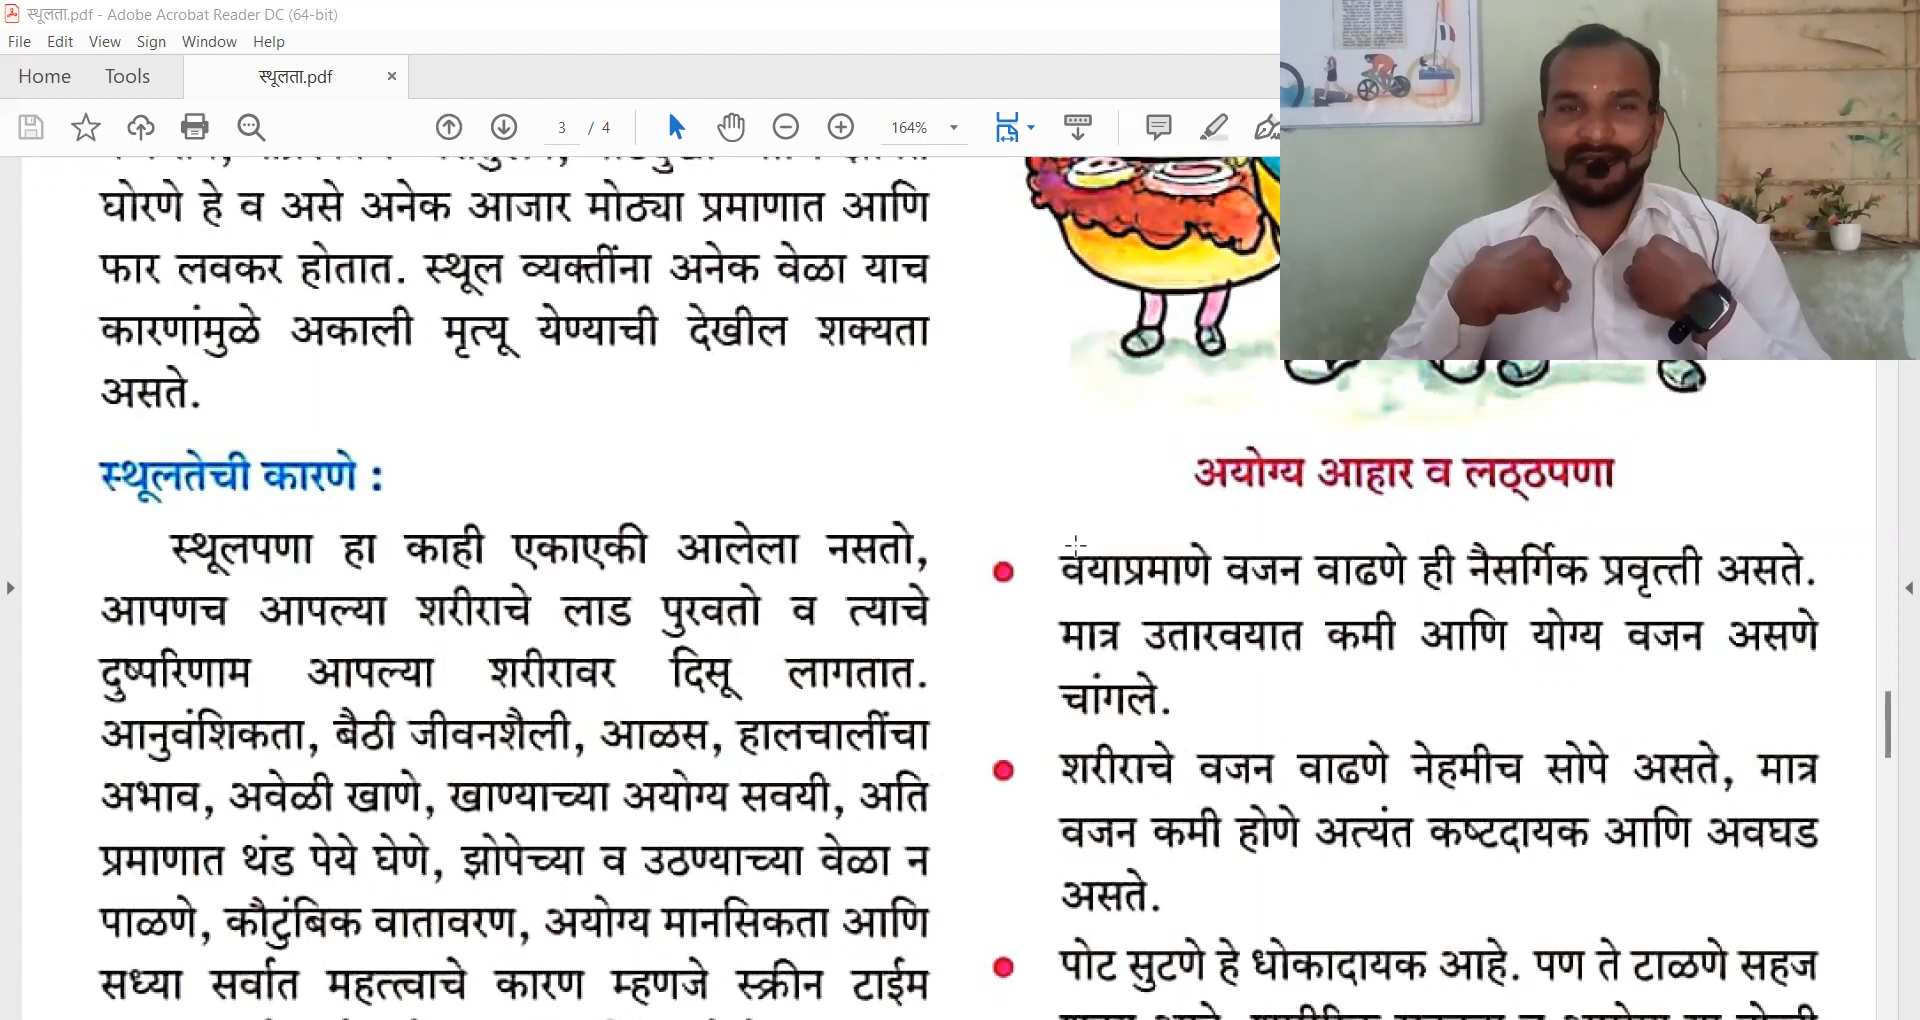 स्थूलता.pdf - Adobe Acrobat Reader DC (64-bit)
File Edit View Sign Window Help
Home Tools स्थूलता.pdf ×
3 / 4 164%
घोरणे हे व असे अनेक आजार मोठ्या प्रमाणात आणि
फार लवकर होतात. स्थूल व्यक्तींना अनेक वेळा याच
कारणांमुळे अकाली मृत्यू येण्याची देखील शक्यता
असते.
स्थूलतेची कारणे :
स्थूलपणा हा काही एकाएकी आलेला नसतो,
आपणच आपल्या शरीराचे लाड पुरवतो व त्याचे
दुष्परिणाम आपल्या शरीरावर दिसू लागतात.
आनुवंशिकता, बैठी जीवनशैली, आळस, हालचालींचा
अभाव, अवेळी खाणे, खाण्याच्या अयोग्य सवयी, अति
प्रमाणात थंड पेये घेणे, झोपेच्या व उठण्याच्या वेळा न
पाळणे, कौटुंबिक वातावरण, अयोग्य मानसिकता आणि
सध्या सर्वात महत्त्वाचे कारण म्हणजे स्क्रीन टाईम
अयोग्य आहार व लठ्ठपणा
वयाप्रमाणे वजन वाढणे ही नैसर्गिक प्रवृत्ती असते.
मात्र उतारवयात कमी आणि योग्य वजन असणे
चांगले.
शरीराचे वजन वाढणे नेहमीच सोपे असते, मात्र
वजन कमी होणे अत्यंत कष्टदायक आणि अवघड
असते.
पोट सुटणे हे धोकादायक आहे. पण ते टाळणे सहज